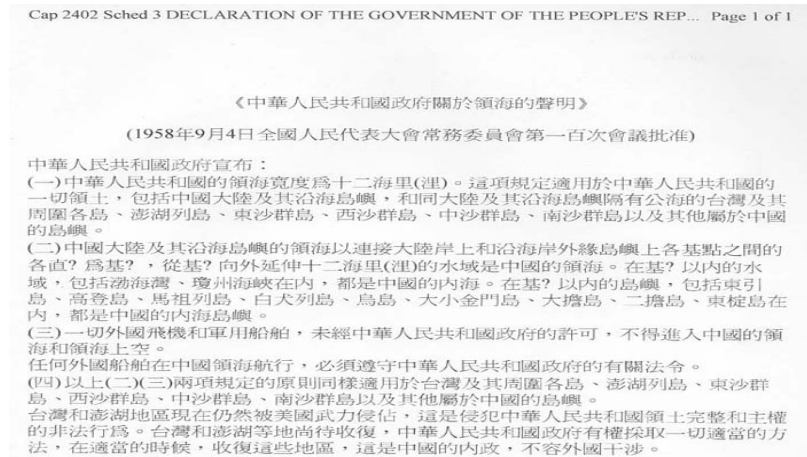 Cap 2402 Sched 3 DECLARATION OF THE GOVERNMENT OF THE PEOPLE'S REP... Page 1 of 1
《中華人民共和國政府關於領海的聲明》
(1958年9月4日全國人民代表大會常務委員會第一百次會議批准)
中華人民共和國政府宣布：
(一)中華人民共和國的領海寬度爲十二海里(浬)。這項規定適用於中華人民共和國的
一切領土，包括中國大陸及其沿海島嶼，和同大陸及其沿海島嶼隔有公海的台灣及其
周圍各島、澎湖列島、東沙群島、西沙群島、中沙群島、南沙群島以及其他屬於中國
的島嶼。
(二)中國大陸及其沿海島嶼的領海以連接大陸岸上和沿海岸外緣島嶼上各基點之間的
各直? 爲基? ，從基? 向外延伸十二海里(浬)的水域是中國的領海。在基? 以內的水
域，包括渤海灣、瓊州海峽在內，都是中國的內海。在基? 以內的島嶼，包括東引
島、高登島、馬祖列島、白犬列島、烏島、大小金門島、大擔島、二擔島、東椗島在
內，都是中國的內海島嶼。
(三)一切外國飛機和軍用船舶，未經中華人民共和國政府的許可，不得進入中國的領
海和領海上空。
任何外國船舶在中國領海航行，必須遵守中華人民共和國政府的有關法令。
(四)以上(二)(三)兩項規定的原則同樣適用於台灣及其周圍各島、澎湖列島、東沙群
島、西沙群島、中沙群島、南沙群島以及其他屬於中國的島嶼。
台灣和澎湖地區現在仍然被美國武力侵佔，這是侵犯中華人民共和國領土完整和主權
的非法行爲。台灣和澎湖等地尚待收復，中華人民共和國政府有權採取一切適當的方
法，在適當的時候，收復這些地區，這是中國的內政，不容外國干涉。